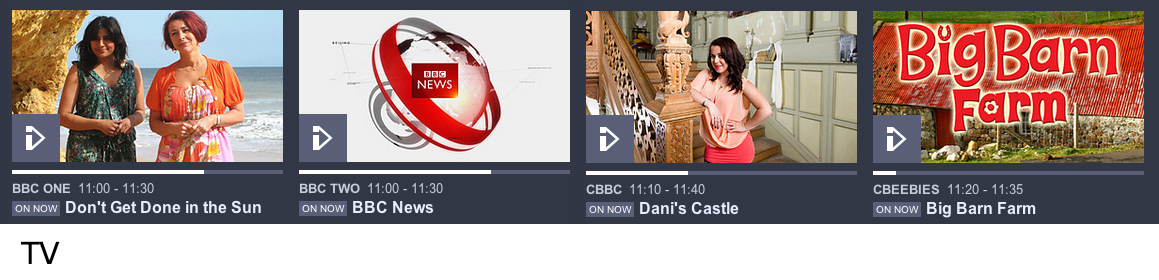 BEIJING
BBC
NEWS
Big Barn
Farm
BBC ONE 11:00 - 11:30
ON NOW Don't Get Done in the Sun
BBC TWO 11:00 - 11:30
ON NOW BBC News
CBBC 11:10 - 11:40
ON NOW Dani's Castle
CBEEBIES 11:20 - 11:35
ON NOW Big Barn Farm
TV